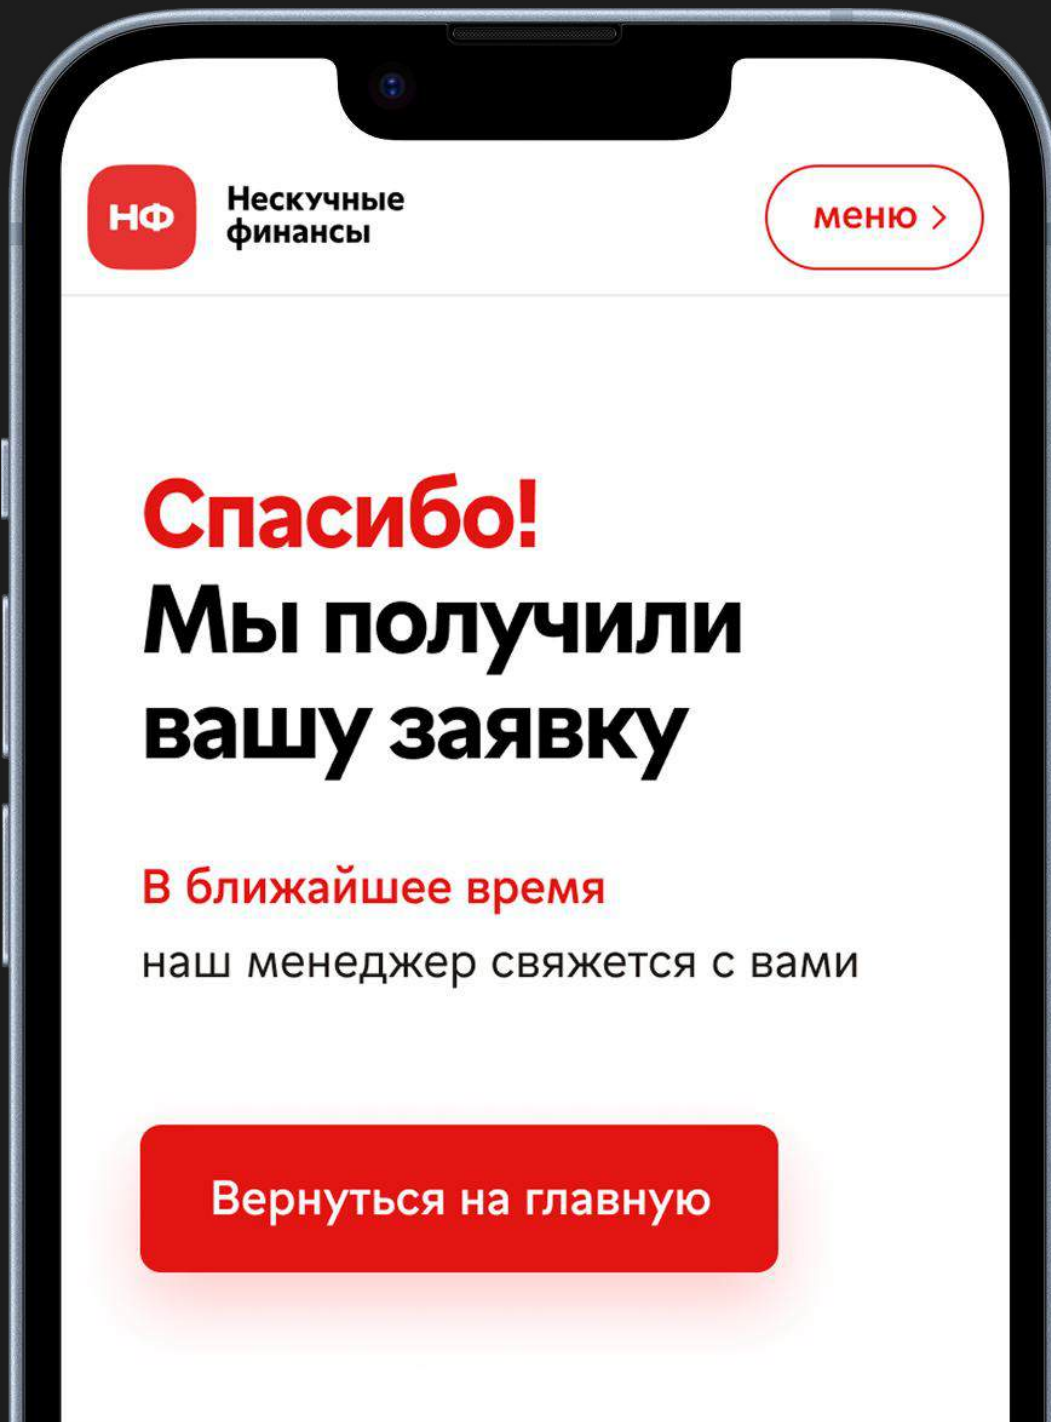 НФ
Нескучные
финансы
меню >
Спасибо!
Мы получили
вашу заявку
В ближайшее время
наш менеджер свяжется с вами
Вернуться на главную